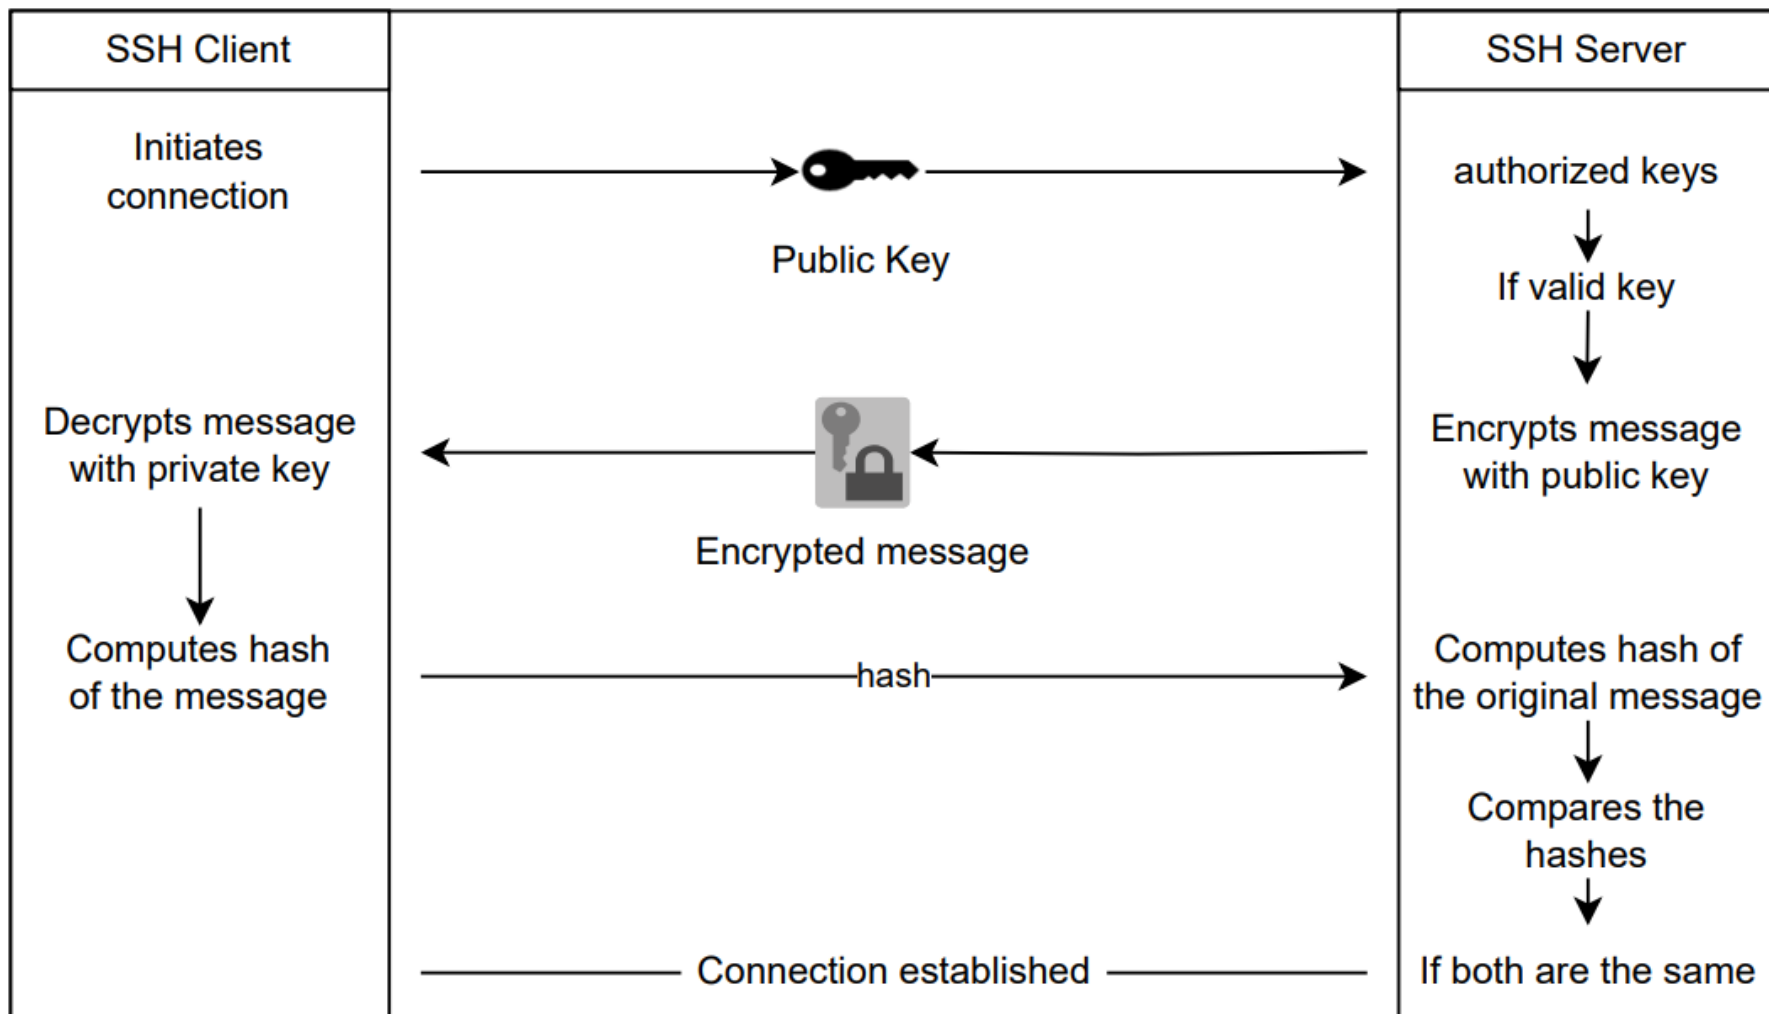 SSH Client
SSH Server
Initiates
connection
Public Key
authorized keys
If valid key
Decrypts message
with private key
Encrypted message
Encrypts message
with public key
Computes hash
of the message
hash
Computes hash of
the original message
Compares the
hashes
Connection established
If both are the same